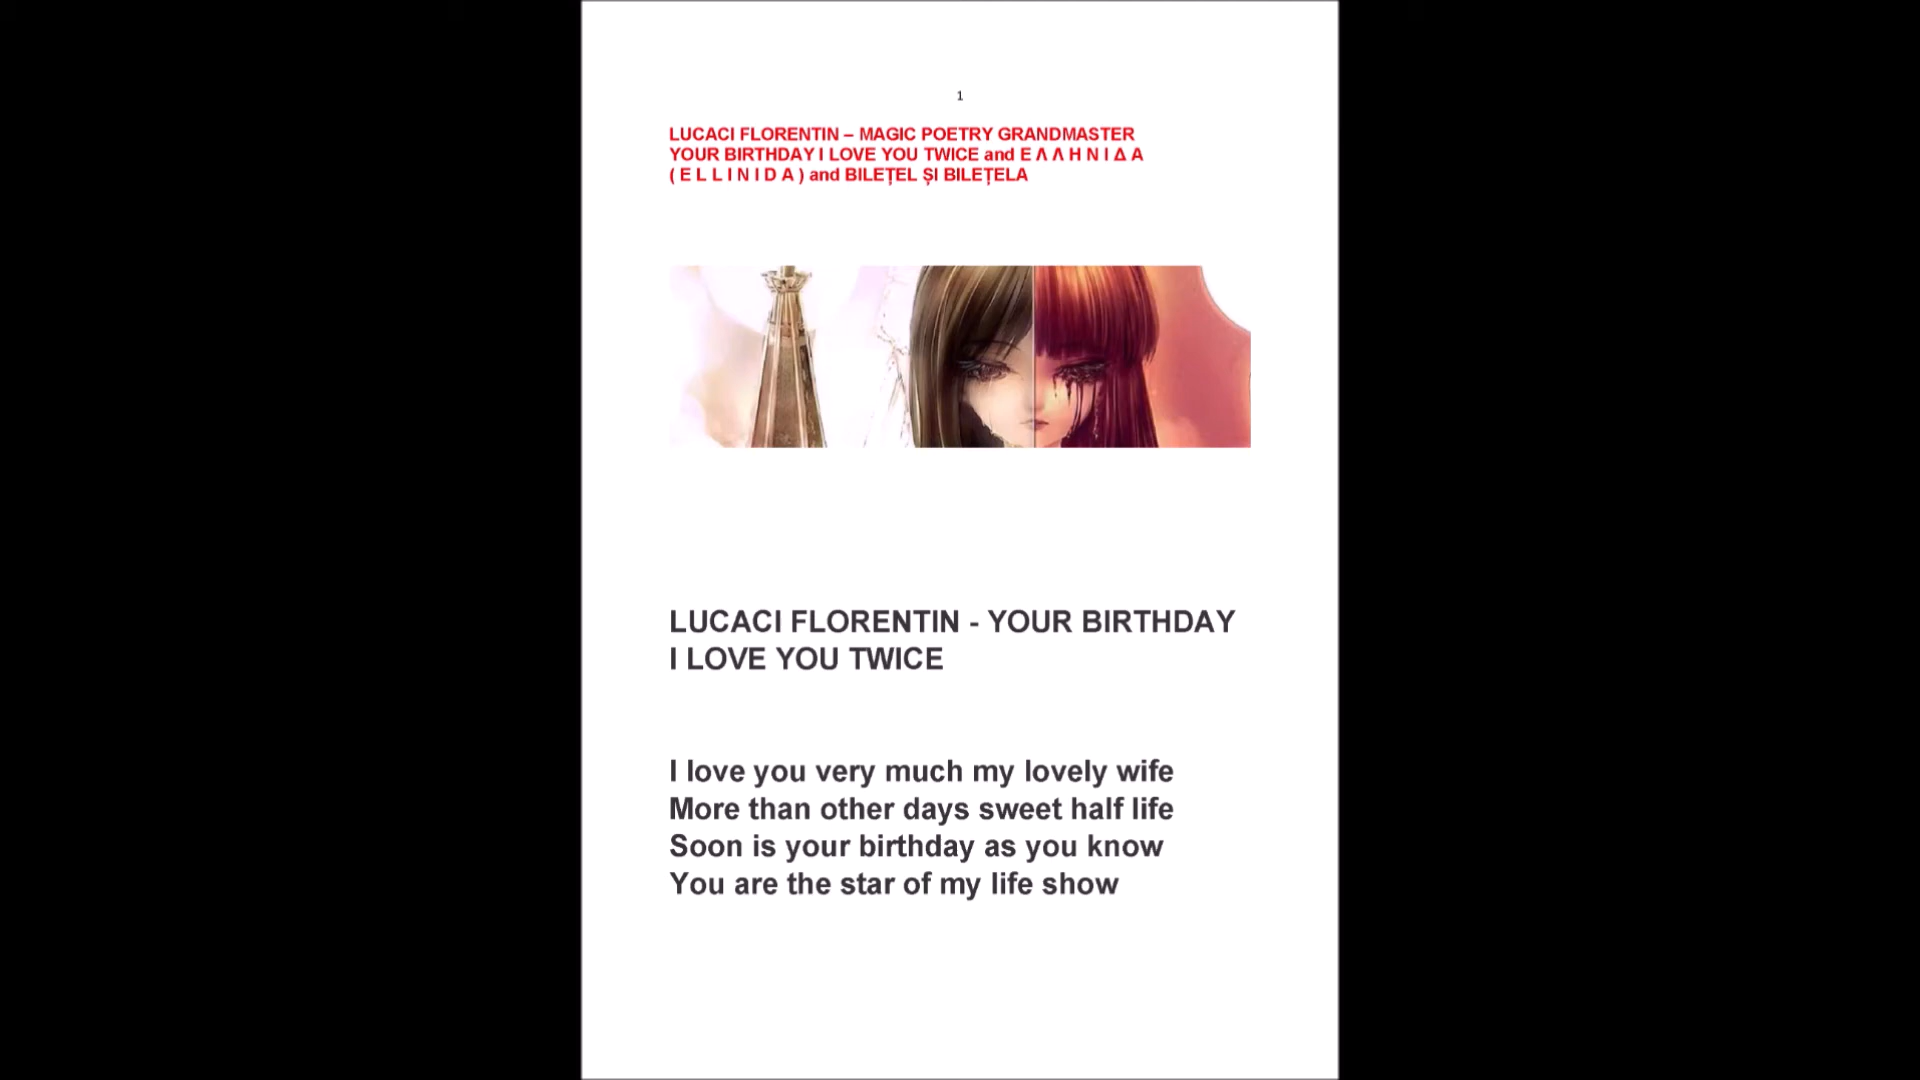 1
LUCACI FLORENTIN – MAGIC POETRY GRANDMASTER
YOUR BIRTHDAY I LOVE YOU TWICE and Ε Λ Λ Η Ν Ι Δ Α
( E L L I N I D A ) and BILEȚEL ȘI BILEȚELA
LUCACI FLORENTIN - YOUR BIRTHDAY
I LOVE YOU TWICE
I love you very much my lovely wife
More than other days sweet half life
Soon is your birthday as you know
You are the star of my life show